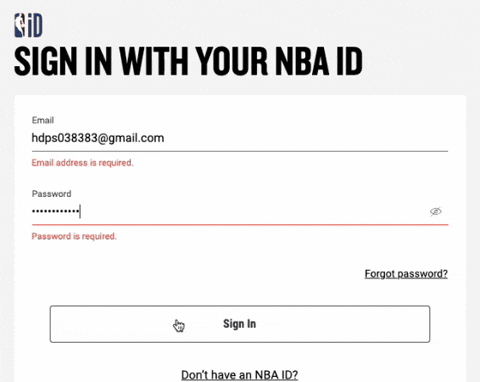 iD
SIGN IN WITH YOUR NBA ID
Email
hdps038383@gmail.com
Email address is required.
Password
••••••••••••
Password is required.
Forgot password?
Sign In
Don't have an NBA ID?